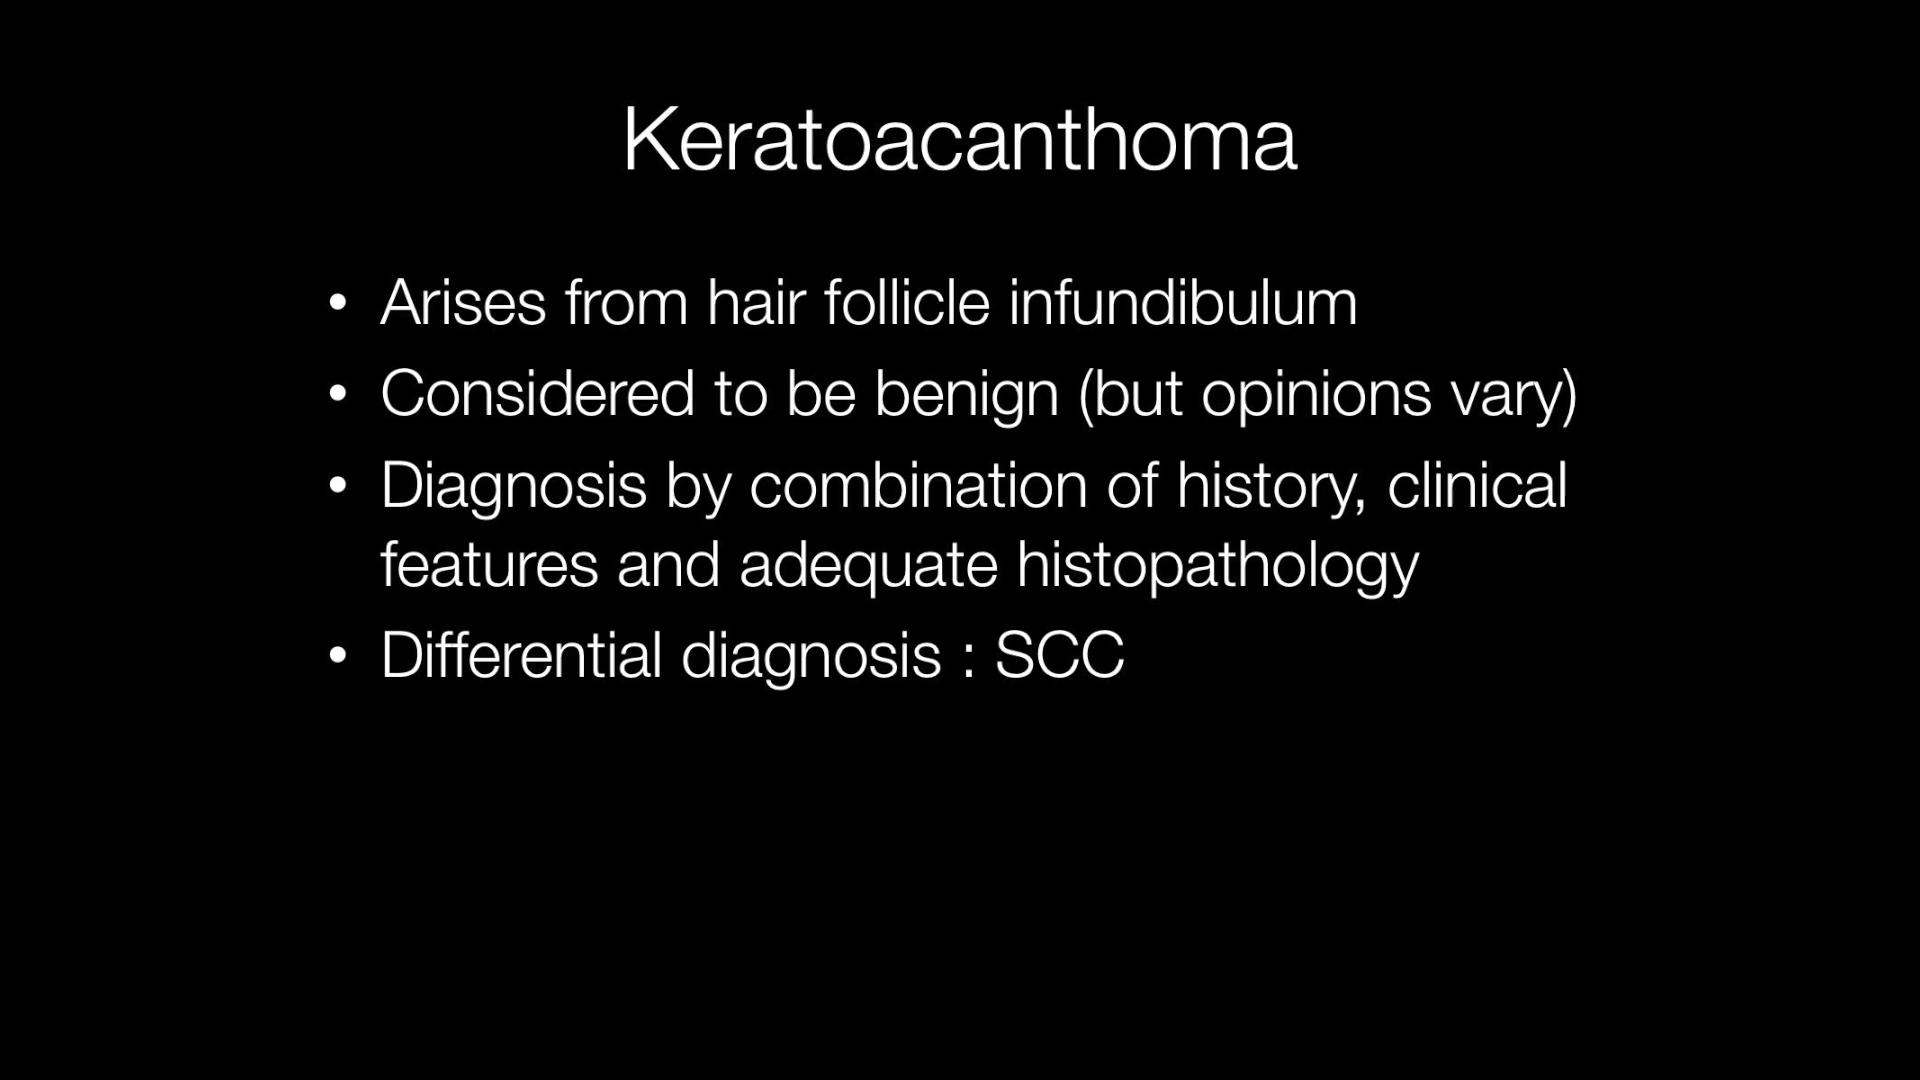 Keratoacanthoma
• Arises from hair follicle infundibulum
• Considered to be benign (but opinions vary)
• Diagnosis by combination of history, clinical
features and adequate histopathology
• Differential diagnosis : SCC